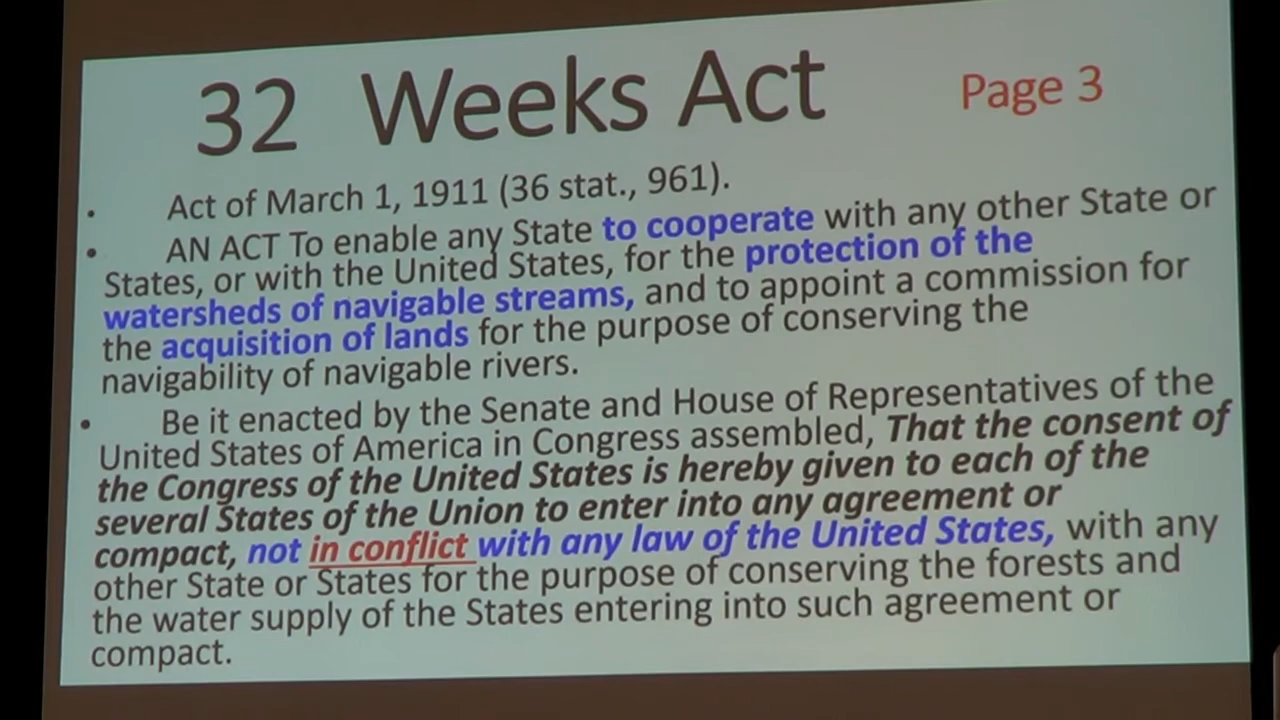 32 Weeks Act
Page 3
• Act of March 1, 1911 (36 stat., 961).
• AN ACT To enable any State to cooperate with any other State or
States, or with the United States, for the protection of the
watersheds of navigable streams, and to appoint a commission for
the acquisition of lands for the purpose of conserving the
navigability of navigable rivers.
• Be it enacted by the Senate and House of Representatives of the
United States of America in Congress assembled, That the consent of
the Congress of the United States is hereby given to each of the
several States of the Union to enter into any agreement or
compact, not in conflict with any law of the United States, with any
other State or States for the purpose of conserving the forests and
the water supply of the States entering into such agreement or
compact.